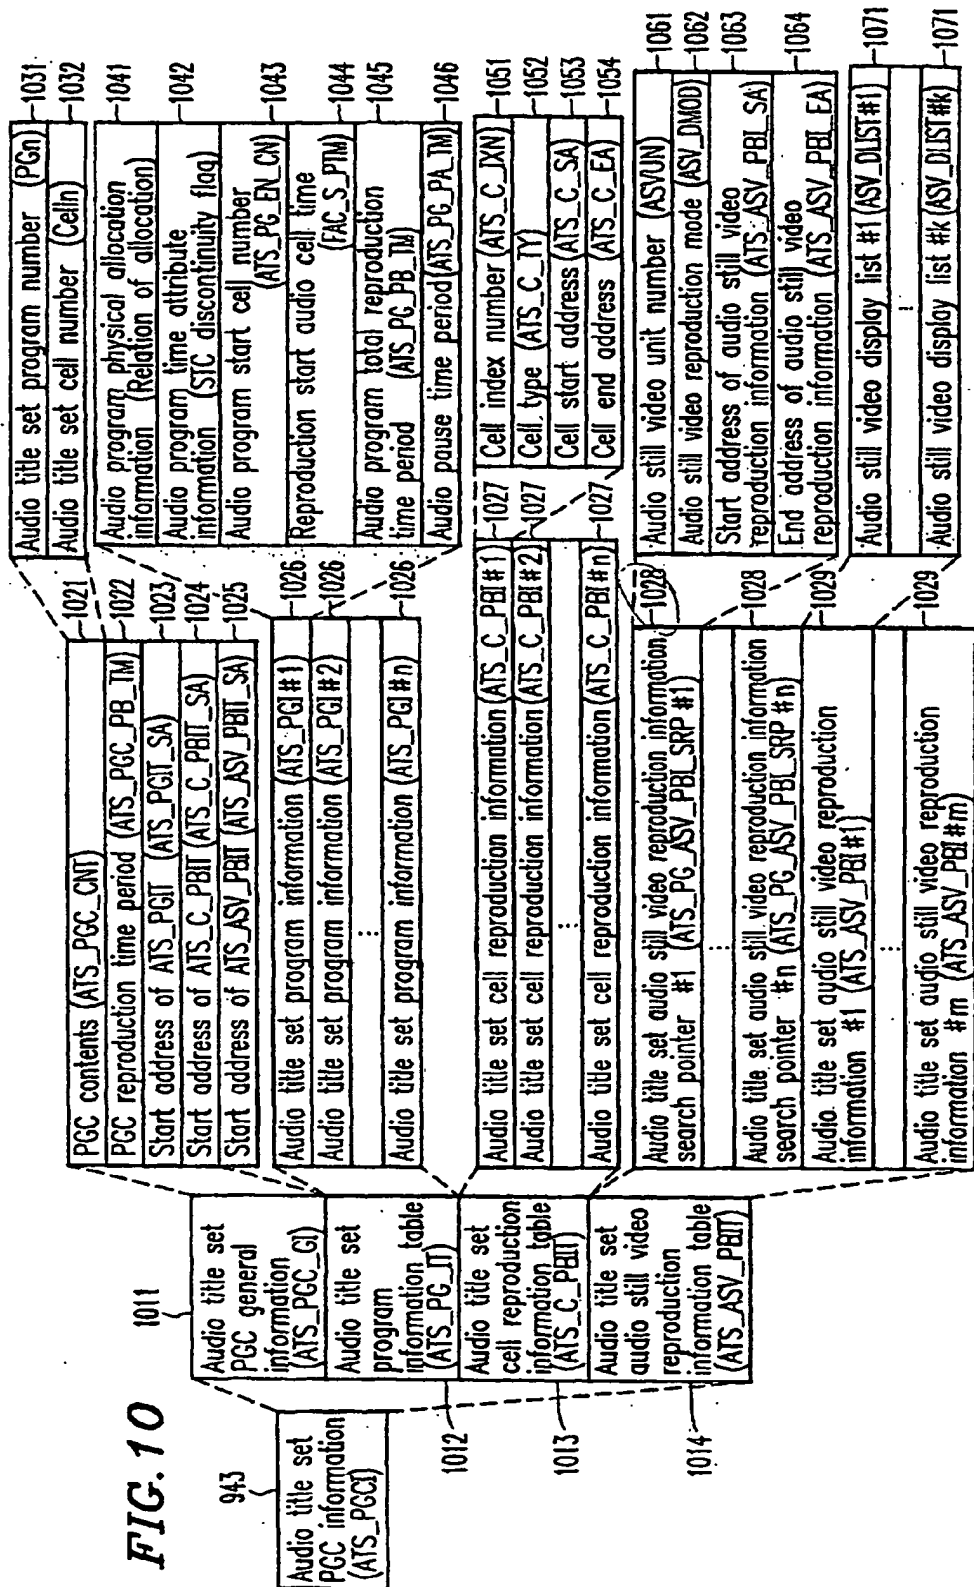 FIG. 10
943
Audio title set
PGC information
(ATS_PGCI)
1011
Audio title set
PGC general
information
(ATS_PGC_GI)
Audio title set
program
information table
(ATS_PG_IT)
1012
Audio title set
cell reproduction
information table
(ATS_C_PBIT)
1013
Audio title set
audio still video
reproduction
information table
(ATS_ASV_PBIT)
1014
PGC contents (ATS_PGC_CNT)
1021
PGC reproduction time period (ATS_PGC_PB_TM)
1022
Start address of ATS_PGIT (ATS_PGIT_SA)
1023
Start address of ATS_C_PBIT (ATS_C_PBIT_SA)
1024
Start address of ATS_ASV_PBIT (ATS_ASV_PBIT_SA)
1025
Audio title set program information (ATS_PGI#1)
1026
Audio title set program information (ATS_PGI#2)
1026
⋮
Audio title set program information (ATS_PGI#n)
1026
Audio title set cell reproduction information (ATS_C_PBI#1)
1027
Audio title set cell reproduction information (ATS_C_PBI#2)
1027
⋮
Audio title set cell reproduction information (ATS_C_PBI#n)
1027
Audio title set audio still video reproduction information
search pointer #1 (ATS_PG_ASV_PBI_SRP #1)
1028
⋮
Audio title set audio still video reproduction information
search pointer #n (ATS_PG_ASV_PBI_SRP #n)
1028
Audio title set audio still video reproduction
information #1 (ATS_ASV_PBI#1)
1029
⋮
Audio title set audio still video reproduction
information #m (ATS_ASV_PBI#m)
1029
Audio title set program number (PGn)
1031
Audio title set cell number (Celln)
1032
Audio program physical allocation
information (Relation of allocation)
1041
Audio program time attribute
information (STC discontinuity flag)
1042
Audio program start cell number
(ATS_PG_EN_CN)
1043
Reproduction start audio cell time
(FAC_S_PTM)
1044
Audio program total reproduction
time period (ATS_PG_PB_TM)
1045
Audio pause time period (ATS_PG_PA_TM)
1046
Cell index number (ATS_C_IXN)
1051
Cell type (ATS_C_TY)
1052
Cell start address (ATS_C_SA)
1053
Cell end address (ATS_C_EA)
1054
Audio still video unit number (ASVUN)
1061
Audio still video reproduction mode (ASV_DMOD)
1062
Start address of audio still video
reproduction information (ATS_ASV_PBI_SA)
1063
End address of audio still video
reproduction information (ATS_ASV_PBI_EA)
1064
Audio still video display list #1 (ASV_DLIST#1)
1071
⋮
Audio still video display list #k (ASV_DLIST#k)
1071